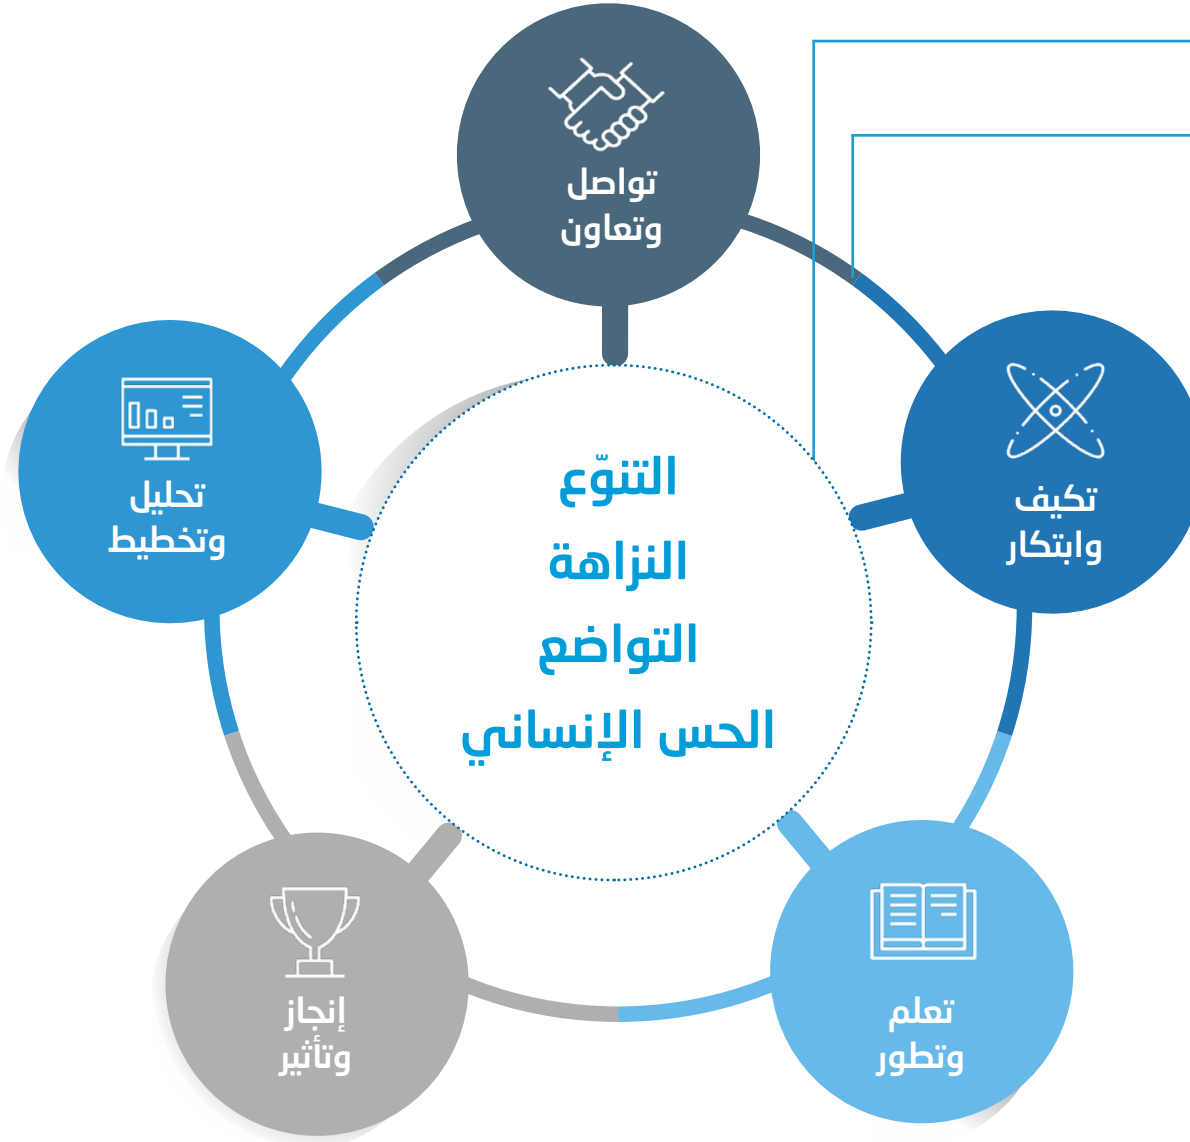 تواصل
وتعاون
تكيف
وابتكار
تحليل
وتخطيط
التنوّع
النزاهة
التواضع
الحس الإنساني
تعلم
وتطور
إنجاز
وتأثير